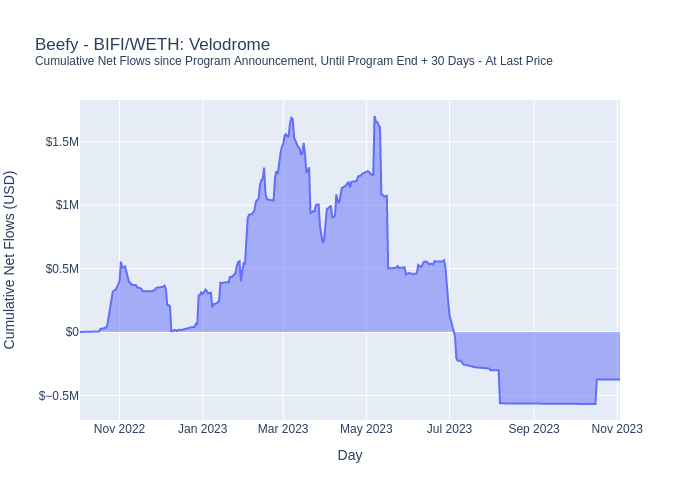 Beefy - BIFI/WETH: Velodrome
Cumulative Net Flows since Program Announcement, Until Program End + 30 Days - At Last Price
Cumulative Net Flows (USD)
$1.5M
$1M
$0.5M
$0
$−0.5M
Nov 2022
Jan 2023
Mar 2023
May 2023
Jul 2023
Sep 2023
Nov 2023
Day